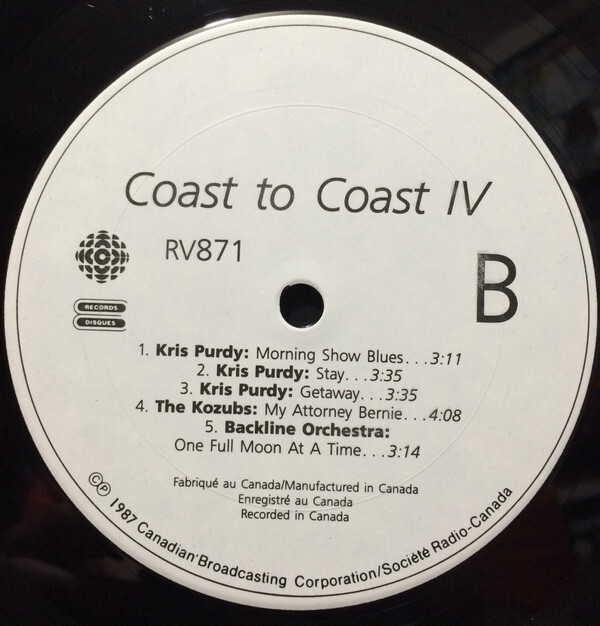 Coast to Coast IV
RV871
B
RECORDS
DISQUES
1. Kris Purdy: Morning Show Blues. . .3:11
2. Kris Purdy: Stay. . .3:35
3. Kris Purdy: Getaway. . .3:35
4. The Kozubs: My Attorney Bernie. . .4:08
5. Backline Orchestra:
One Full Moon At A Time. . .3:14
Fabriqué au Canada/Manufactured in Canada
Enregistré au Canada
Recorded in Canada
©℗ 1987 Canadian Broadcasting Corporation/Société Radio-Canada